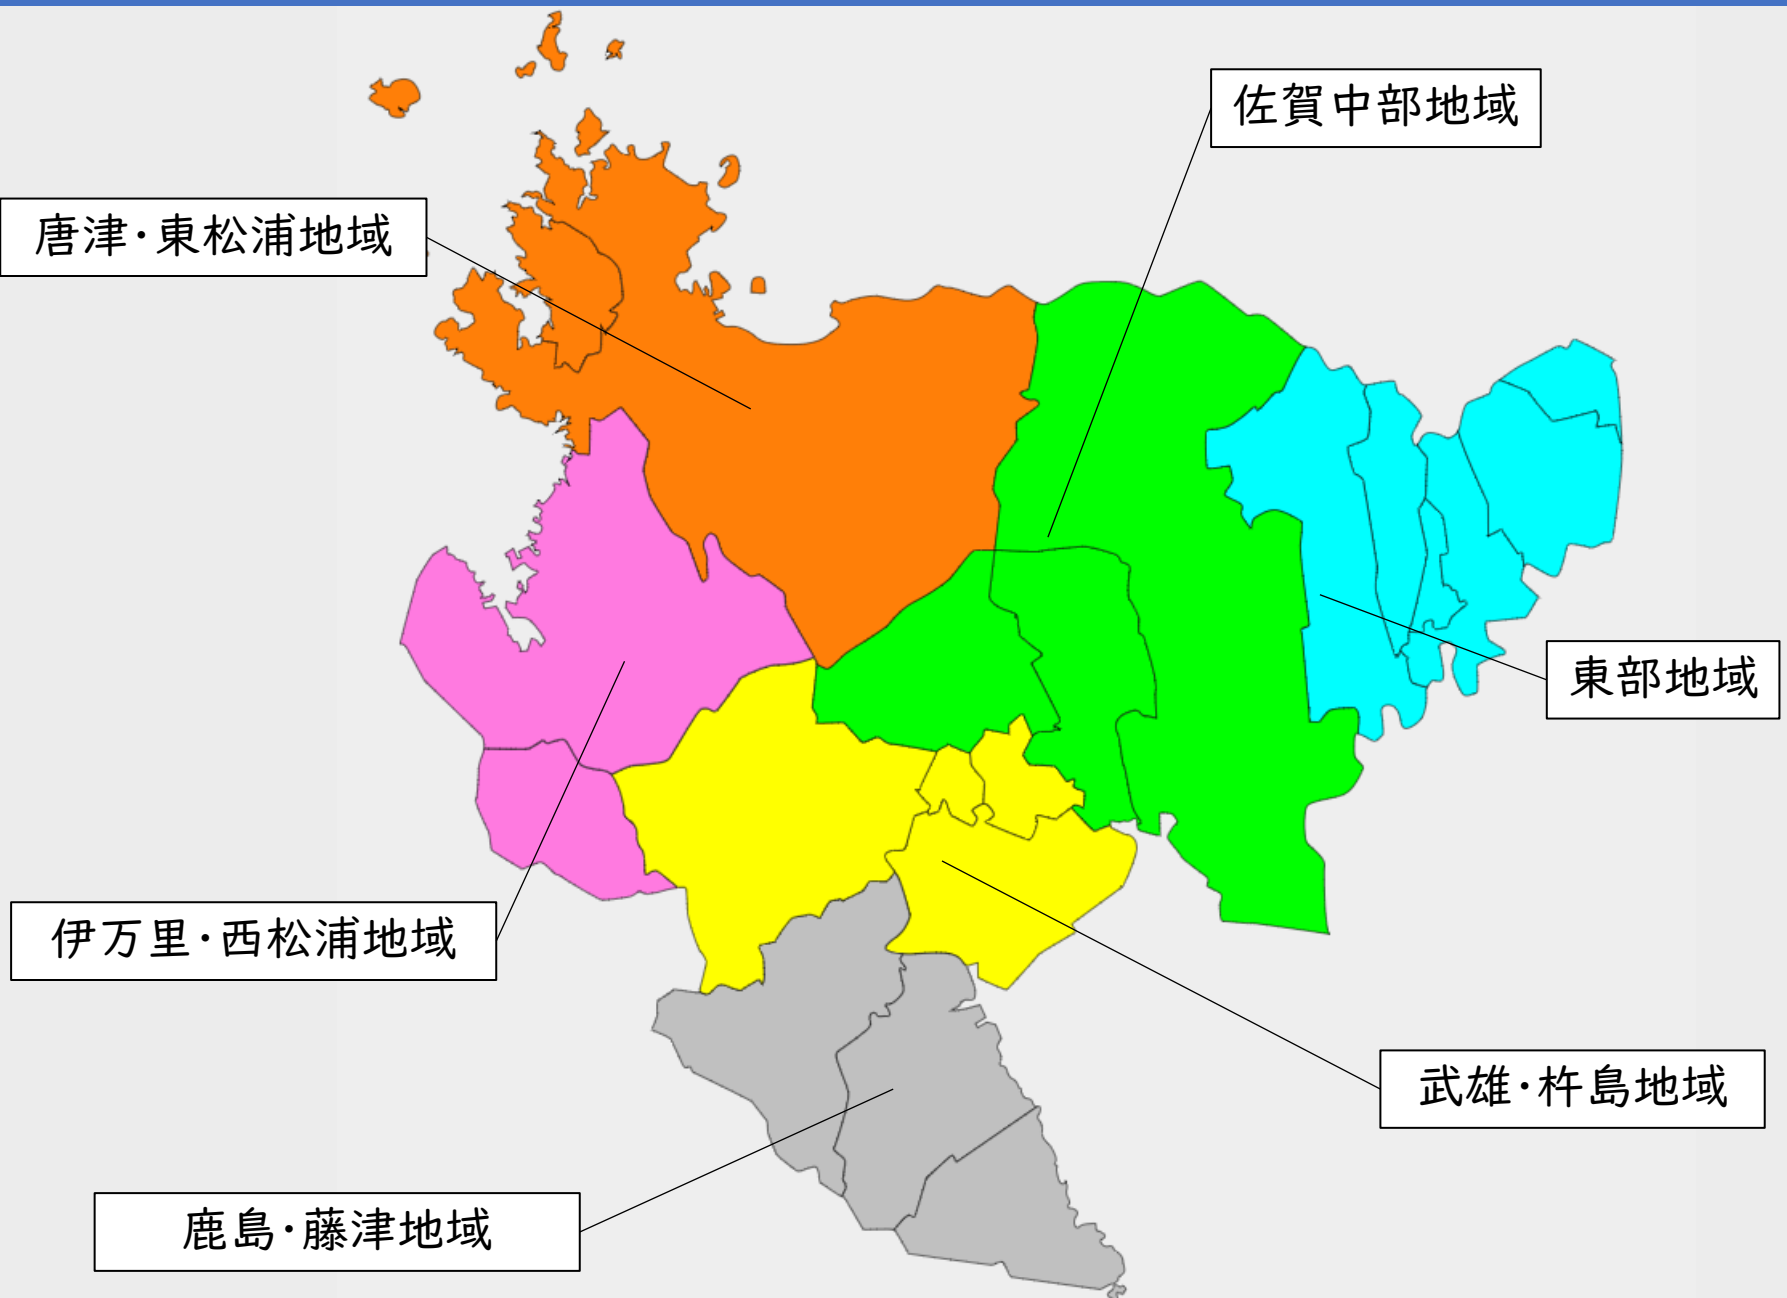 佐賀中部地域
唐津・東松浦地域
東部地域
伊万里・西松浦地域
武雄・杵島地域
鹿島・藤津地域